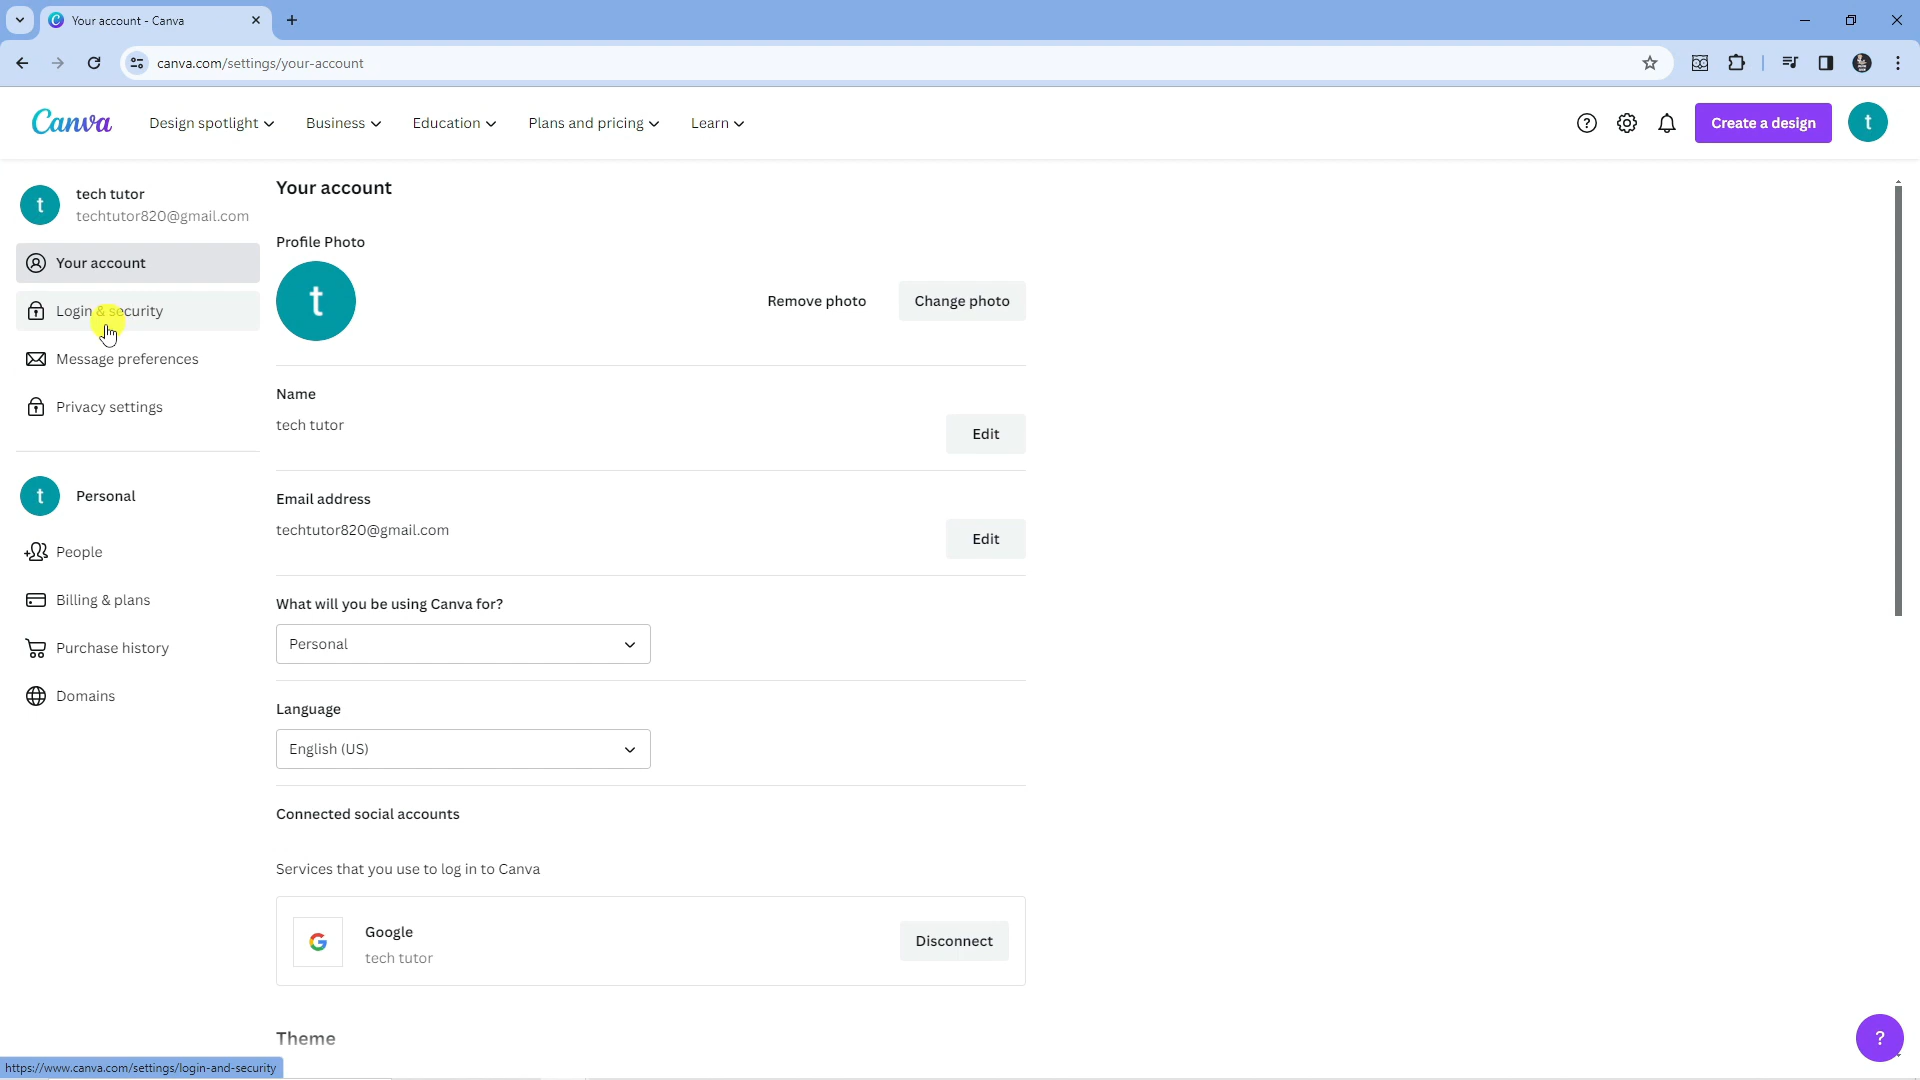 Your account - Canva
canva.com/settings/your-account
Canva
Design spotlight
Business
Education
Plans and pricing
Learn
Create a design
t
t
tech tutor
techtutor820@gmail.com
Your account
Login & security
Message preferences
Privacy settings
t
Personal
People
Billing & plans
Purchase history
Domains
Your account
Profile Photo
t
Remove photo
Change photo
Name
tech tutor
Edit
Email address
techtutor820@gmail.com
Edit
What will you be using Canva for?
Personal
Language
English (US)
Connected social accounts
Services that you use to log in to Canva
Google
tech tutor
Disconnect
Theme
?
https://www.canva.com/settings/login-and-security